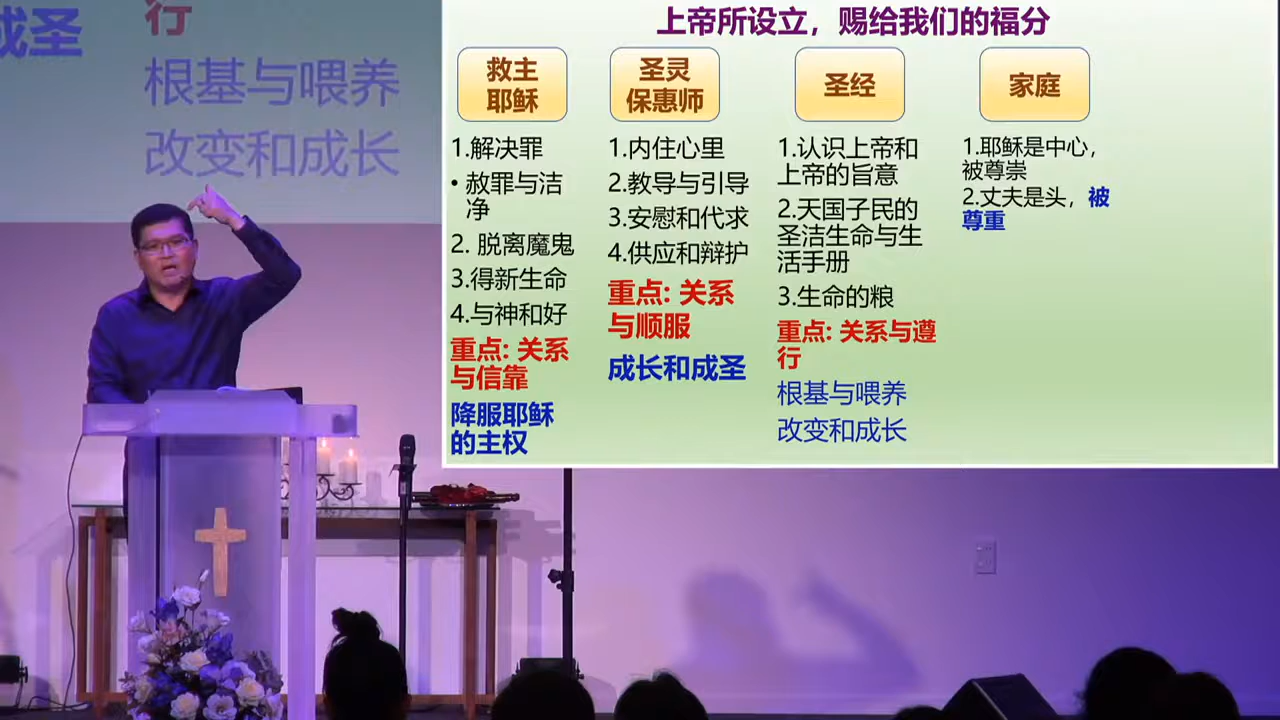 成圣
行
根基与喂养
改变和成长
上帝所设立，赐给我们的福分
救主
耶稣
1.解决罪
• 赦罪与洁
净
2. 脱离魔鬼
3.得新生命
4.与神和好
重点: 关系
与信靠
降服耶稣
的主权
圣灵
保惠师
1.内住心里
2.教导与引导
3.安慰和代求
4.供应和辩护
重点: 关系
与顺服
成长和成圣
圣经
1.认识上帝和
上帝的旨意
2.天国子民的
圣洁生命与生
活手册
3.生命的粮
重点: 关系与遵
行
根基与喂养
改变和成长
家庭
1.耶稣是中心，
被尊崇
2.丈夫是头，被
尊重